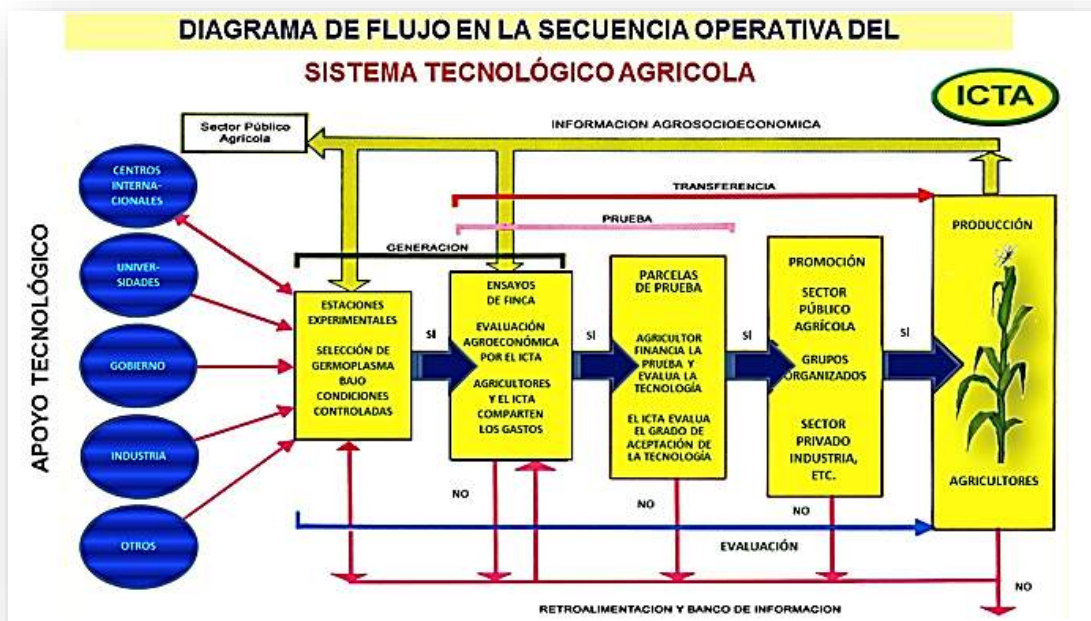 DIAGRAMA DE FLUJO EN LA SECUENCIA OPERATIVA DEL
SISTEMA TECNOLÓGICO AGRICOLA
ICTA
Sector Público
Agrícola
INFORMACION AGROSOCIOECONOMICA
APOYO TECNOLÓGICO
CENTROS
INTERNA-
CIONALES
UNIVER-
SIDADES
GOBIERNO
INDUSTRIA
OTROS
TRANSFERENCIA
PRUEBA
GENERACION
ESTACIONES
EXPERIMENTALES
SELECCIÓN DE
GERMOPLASMA
BAJO
CONDICIONES
CONTROLADAS
SI
ENSAYOS
DE FINCA
EVALUACIÓN
AGROECONÓMICA
POR EL ICTA
AGRICULTORES
Y EL ICTA
COMPARTEN
LOS GASTOS
SI
PARCELAS
DE PRUEBA
AGRICULTOR
FINANCIA LA
PRUEBA Y
EVALUA LA
TECNOLOGÍA
EL ICTA EVALUA
EL GRADO DE
ACEPTACIÓN DE
LA TECNOLOGÍA
SI
PROMOCIÓN
SECTOR
PÚBLICO
AGRÍCOLA
GRUPOS
ORGANIZADOS
SECTOR
PRIVADO
INDUSTRIA,
ETC.
SI
PRODUCCIÓN
AGRICULTORES
NO
NO
NO
NO
EVALUACIÓN
RETROALIMENTACION Y BANCO DE INFORMACION